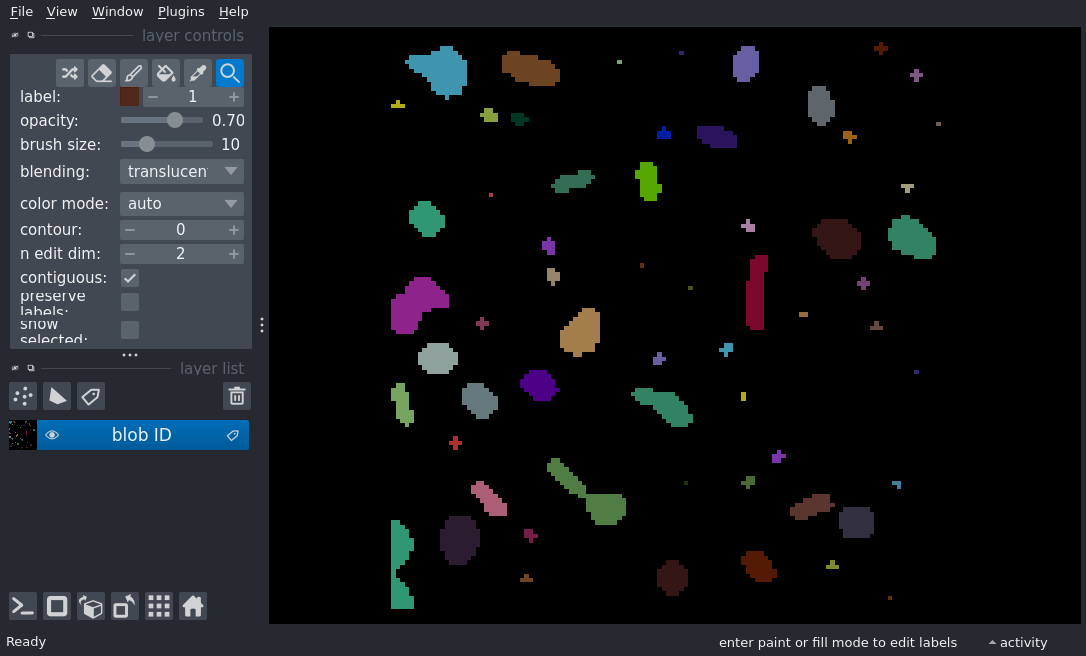 File View Window Plugins Help
layer controls
label: 1
opacity: 0.70
brush size: 10
blending: translucen
color mode: auto
contour: 0
n edit dim: 2
contiguous:
preserve
labels:
show
selected:
layer list
blob ID
Ready enter paint or fill mode to edit labels activity